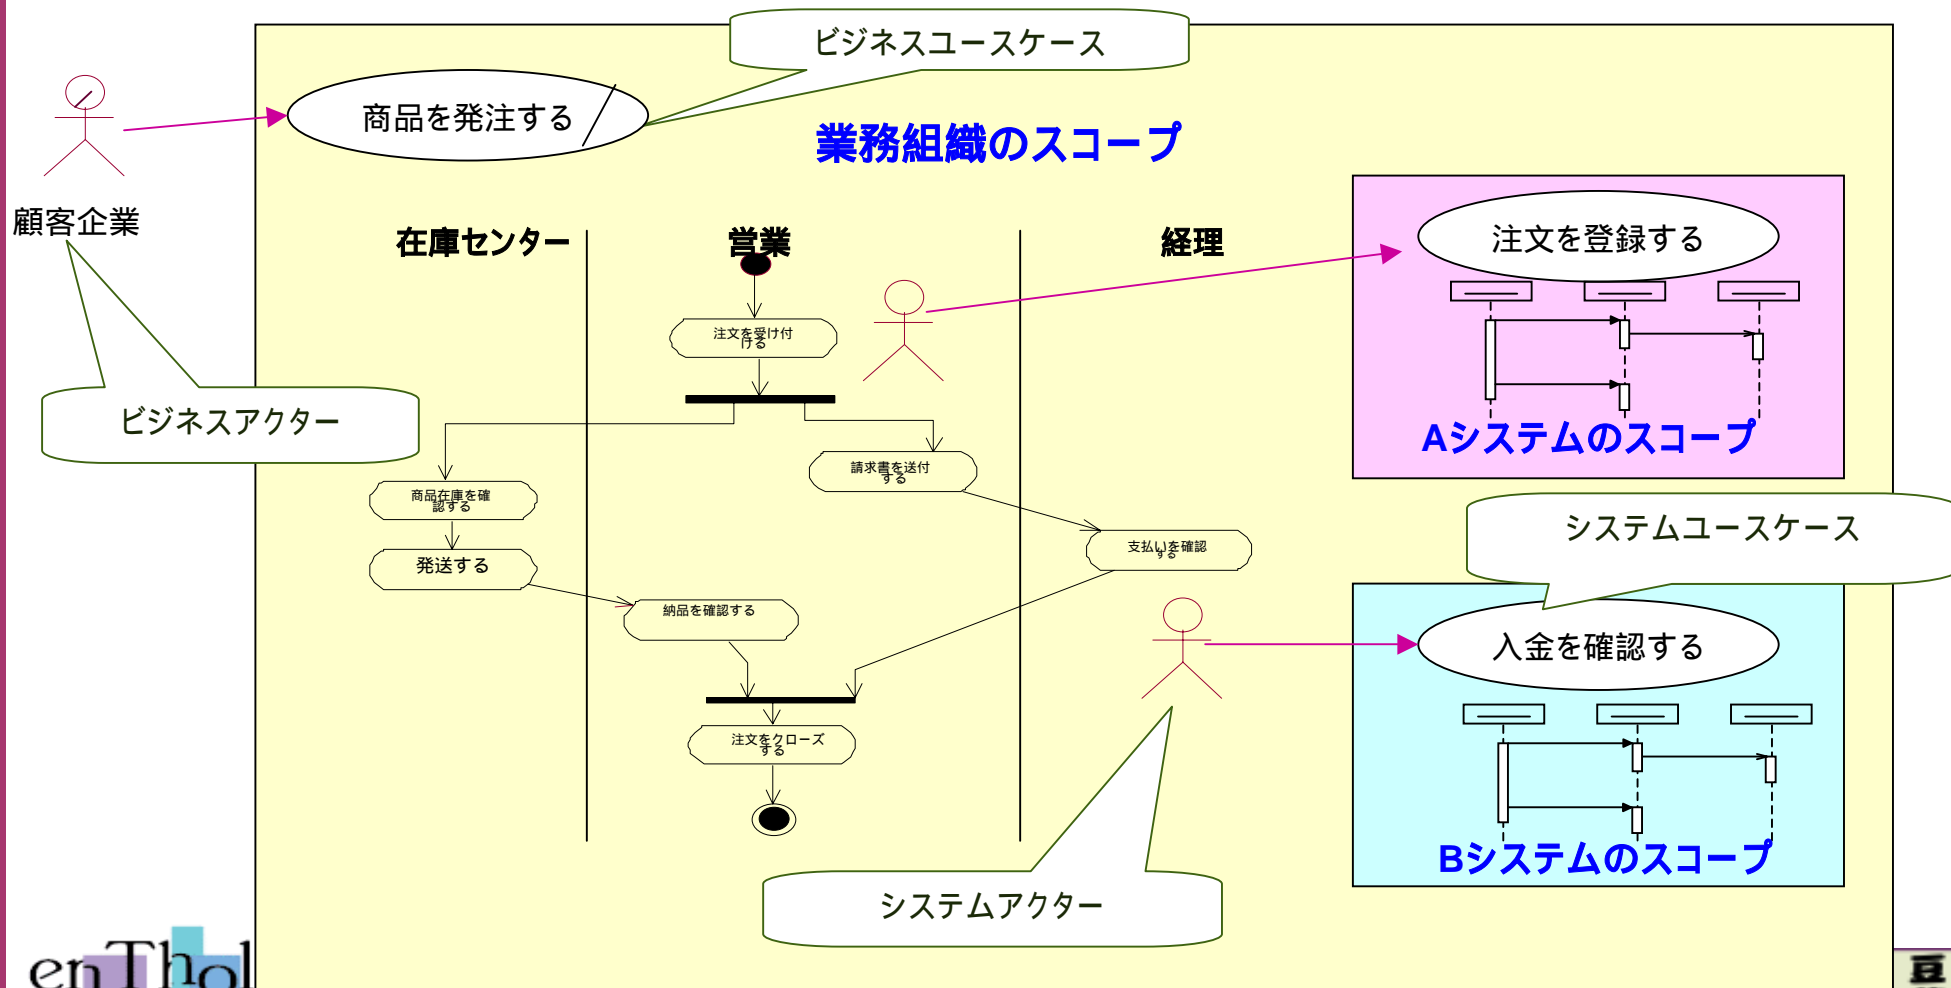 ビジネスユースケース
商品を発注する
業務組織のスコープ
顧客企業
在庫センター
営業
経理
注文を登録する
注文を受け付
ける
ビジネスアクター
Aシステムのスコープ
請求書を送付
する
商品在庫を確
認する
システムユースケース
支払いを確認
する
発送する
納品を確認する
入金を確認する
注文をクローズ
する
Bシステムのスコープ
システムアクター
enThol
豆